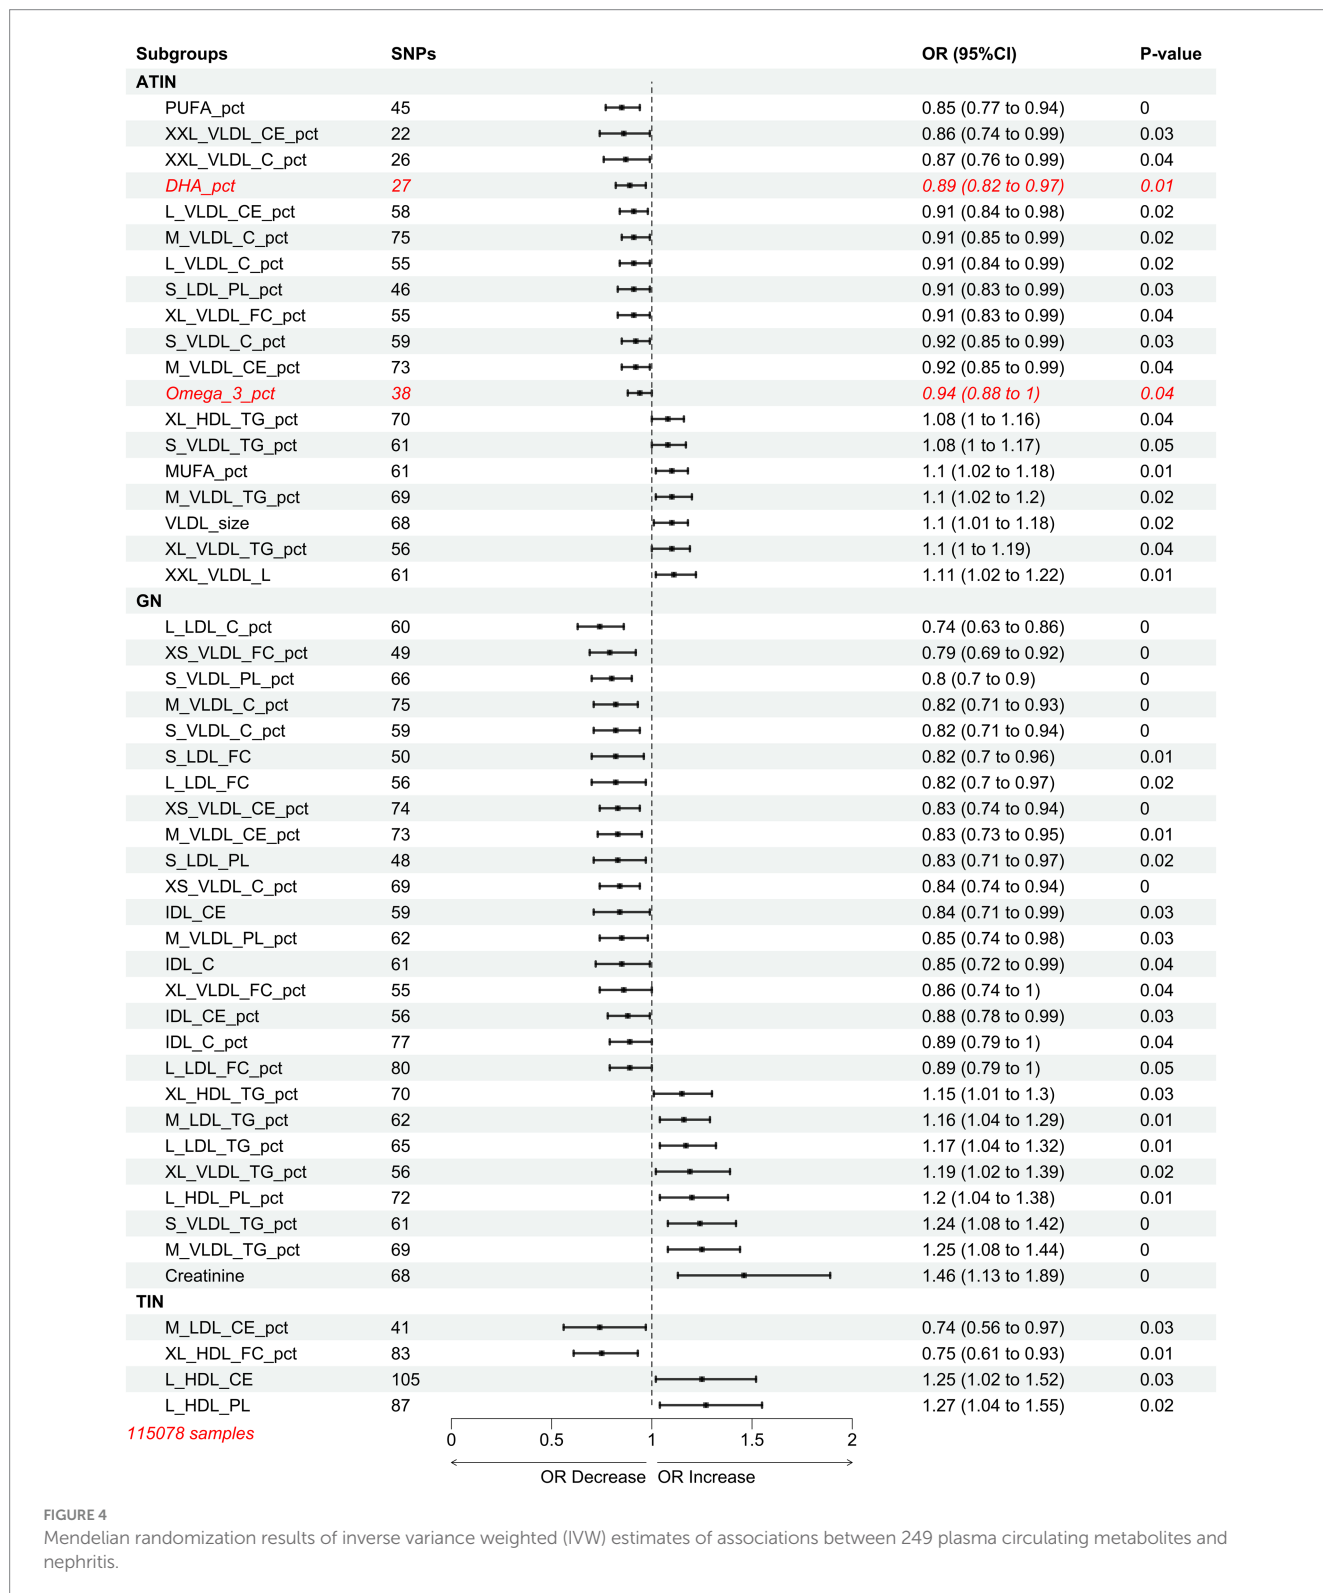 Subgroups SNPs OR (95%CI) P-value
ATIN
PUFA_pct 45 0.85 (0.77 to 0.94) 0
XXL_VLDL_CE_pct 22 0.86 (0.74 to 0.99) 0.03
XXL_VLDL_C_pct 26 0.87 (0.76 to 0.99) 0.04
DHA_pct 27 0.89 (0.82 to 0.97) 0.01
L_VLDL_CE_pct 58 0.91 (0.84 to 0.98) 0.02
M_VLDL_C_pct 75 0.91 (0.85 to 0.99) 0.02
L_VLDL_C_pct 55 0.91 (0.84 to 0.99) 0.02
S_LDL_PL_pct 46 0.91 (0.83 to 0.99) 0.03
XL_VLDL_FC_pct 55 0.91 (0.83 to 0.99) 0.04
S_VLDL_C_pct 59 0.92 (0.85 to 0.99) 0.03
M_VLDL_CE_pct 73 0.92 (0.85 to 0.99) 0.04
Omega_3_pct 38 0.94 (0.88 to 1) 0.04
XL_HDL_TG_pct 70 1.08 (1 to 1.16) 0.04
S_VLDL_TG_pct 61 1.08 (1 to 1.17) 0.05
MUFA_pct 61 1.1 (1.02 to 1.18) 0.01
M_VLDL_TG_pct 69 1.1 (1.02 to 1.2) 0.02
VLDL_size 68 1.1 (1.01 to 1.18) 0.02
XL_VLDL_TG_pct 56 1.1 (1 to 1.19) 0.04
XXL_VLDL_L 61 1.11 (1.02 to 1.22) 0.01
GN
L_LDL_C_pct 60 0.74 (0.63 to 0.86) 0
XS_VLDL_FC_pct 49 0.79 (0.69 to 0.92) 0
S_VLDL_PL_pct 66 0.8 (0.7 to 0.9) 0
M_VLDL_C_pct 75 0.82 (0.71 to 0.93) 0
S_VLDL_C_pct 59 0.82 (0.71 to 0.94) 0
S_LDL_FC 50 0.82 (0.7 to 0.96) 0.01
L_LDL_FC 56 0.82 (0.7 to 0.97) 0.02
XS_VLDL_CE_pct 74 0.83 (0.74 to 0.94) 0
M_VLDL_CE_pct 73 0.83 (0.73 to 0.95) 0.01
S_LDL_PL 48 0.83 (0.71 to 0.97) 0.02
XS_VLDL_C_pct 69 0.84 (0.74 to 0.94) 0
IDL_CE 59 0.84 (0.71 to 0.99) 0.03
M_VLDL_PL_pct 62 0.85 (0.74 to 0.98) 0.03
IDL_C 61 0.85 (0.72 to 0.99) 0.04
XL_VLDL_FC_pct 55 0.86 (0.74 to 1) 0.04
IDL_CE_pct 56 0.88 (0.78 to 0.99) 0.03
IDL_C_pct 77 0.89 (0.79 to 1) 0.04
L_LDL_FC_pct 80 0.89 (0.79 to 1) 0.05
XL_HDL_TG_pct 70 1.15 (1.01 to 1.3) 0.03
M_LDL_TG_pct 62 1.16 (1.04 to 1.29) 0.01
L_LDL_TG_pct 65 1.17 (1.04 to 1.32) 0.01
XL_VLDL_TG_pct 56 1.19 (1.02 to 1.39) 0.02
L_HDL_PL_pct 72 1.2 (1.04 to 1.38) 0.01
S_VLDL_TG_pct 61 1.24 (1.08 to 1.42) 0
M_VLDL_TG_pct 69 1.25 (1.08 to 1.44) 0
Creatinine 68 1.46 (1.13 to 1.89) 0
TIN
M_LDL_CE_pct 41 0.74 (0.56 to 0.97) 0.03
XL_HDL_FC_pct 83 0.75 (0.61 to 0.93) 0.01
L_HDL_CE 105 1.25 (1.02 to 1.52) 0.03
L_HDL_PL 87 1.27 (1.04 to 1.55) 0.02
115078 samples
0 0.5 1 1.5 2
OR Decrease OR Increase
FIGURE 4
Mendelian randomization results of inverse variance weighted (IVW) estimates of associations between 249 plasma circulating metabolites and
nephritis.